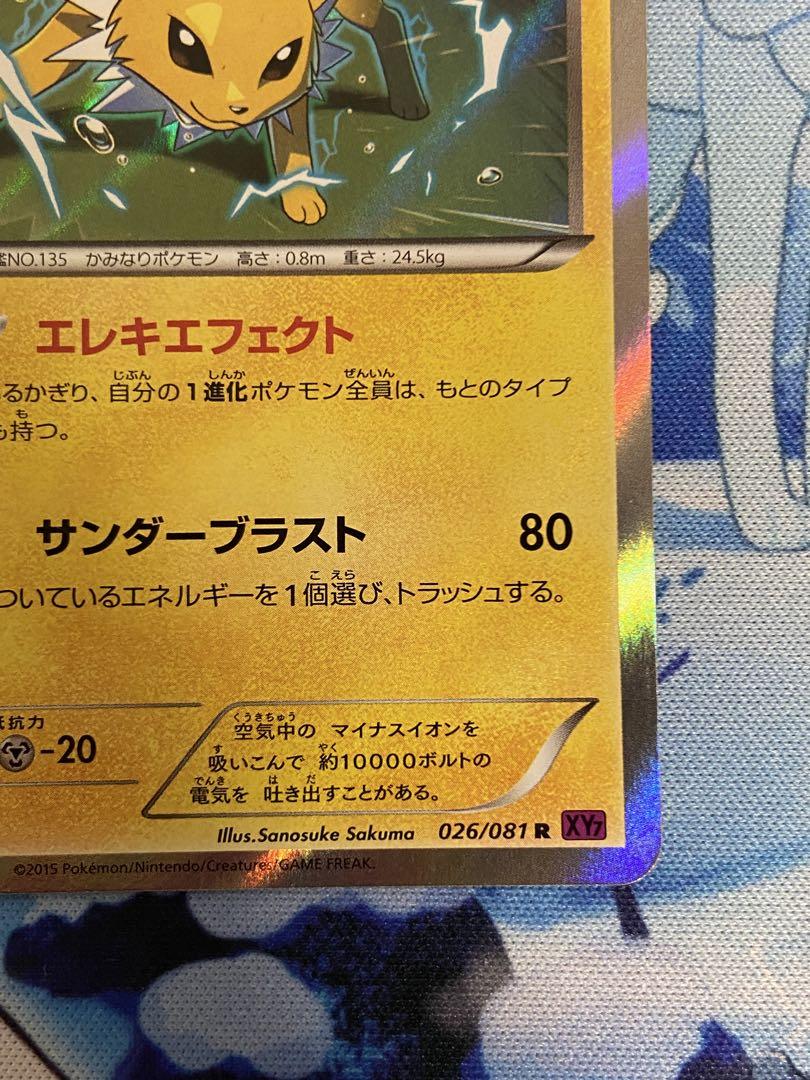 NO.135 かみなりポケモン 高さ:0.8m 重さ:24.5kg
エレキエフェクト
るかぎり、自分の1進化ポケモン全員は、もとのタイプ
も持つ。
サンダーブラスト 80
ついているエネルギーを1個選び、トラッシュする。
抗力
-20
空気中の マイナスイオンを
吸いこんで 約10000ボルトの
電気を 吐き出すことがある。
Illus.Sanosuke Sakuma 026/081 R XY7
©2015 Pokémon/Nintendo/Creatures/GAME FREAK.